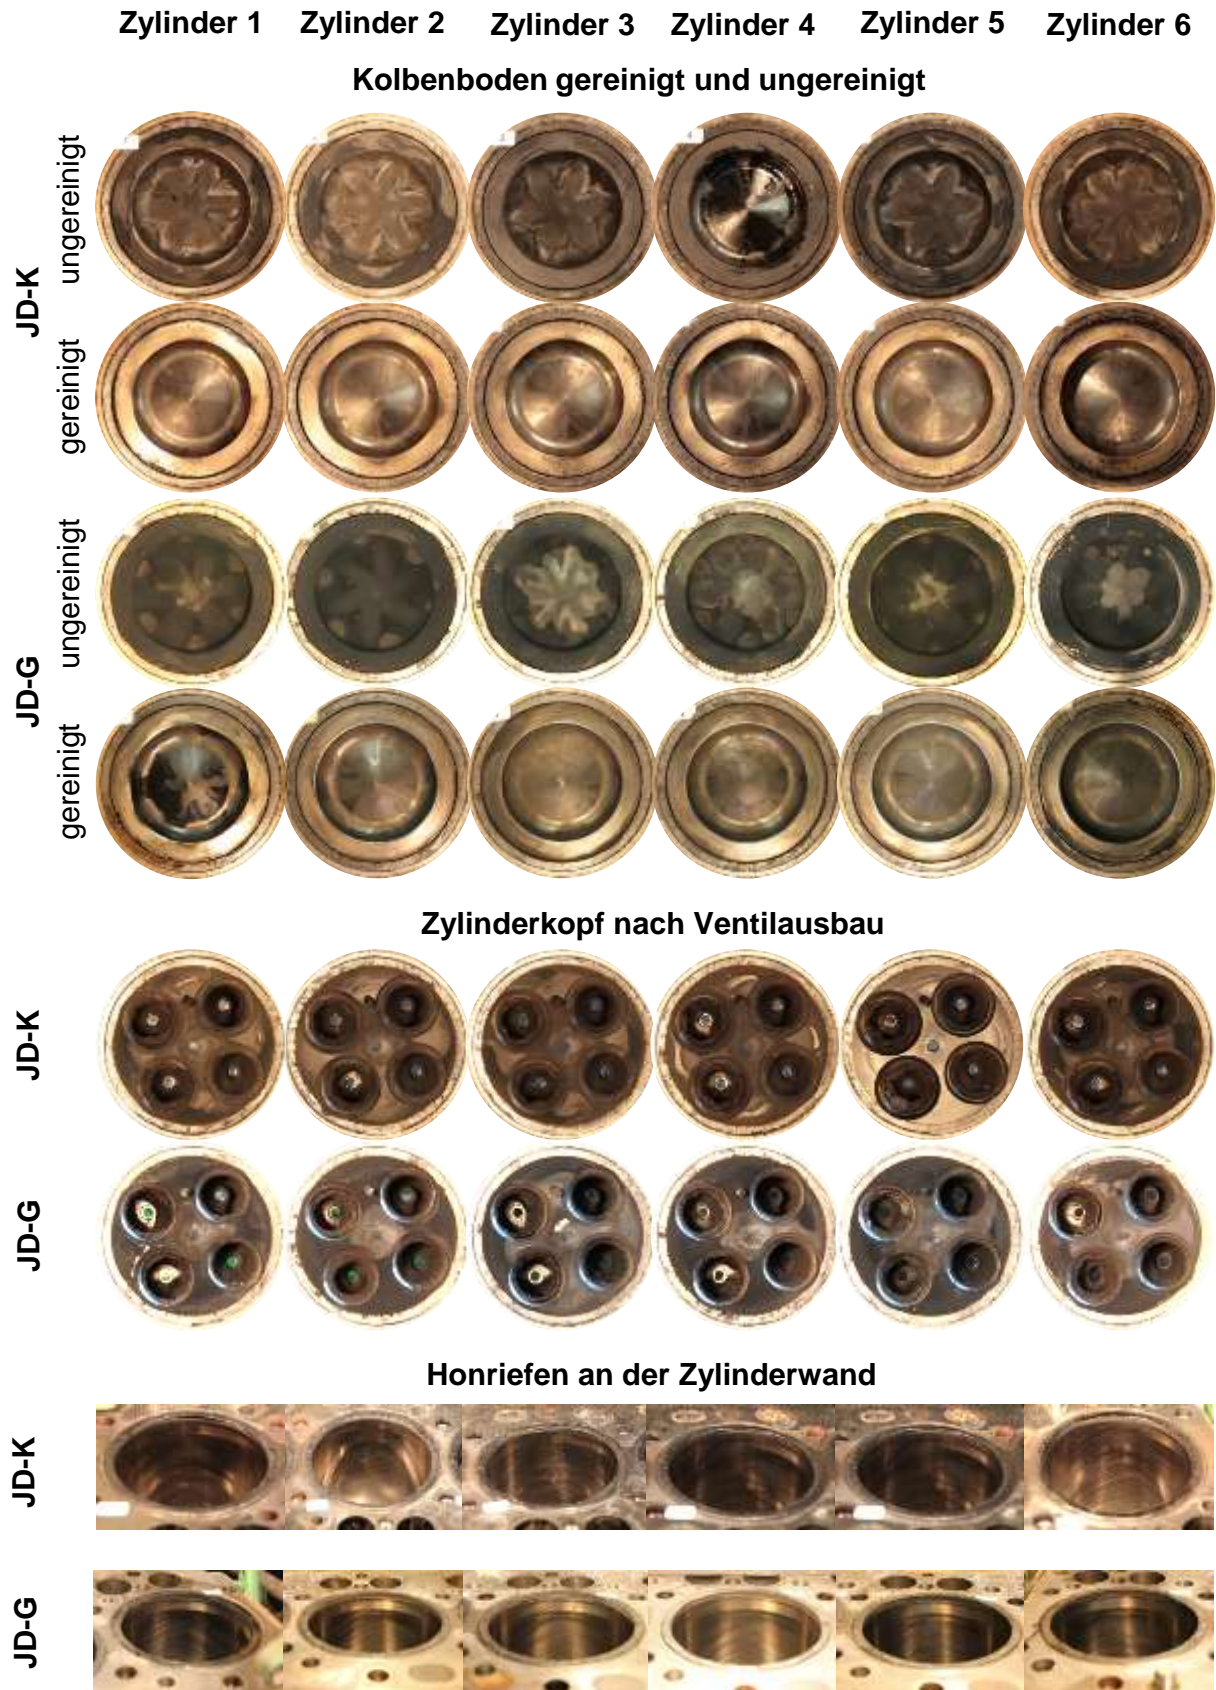 Zylinder 1 Zylinder 2 Zylinder 3 Zylinder 4 Zylinder 5 Zylinder 6
Kolbenboden gereinigt und ungereinigt
JD-K
ungereinigt
gereinigt
JD-G
ungereinigt
gereinigt
Zylinderkopf nach Ventilausbau
JD-K
JD-G
Honriefen an der Zylinderwand
JD-K
JD-G